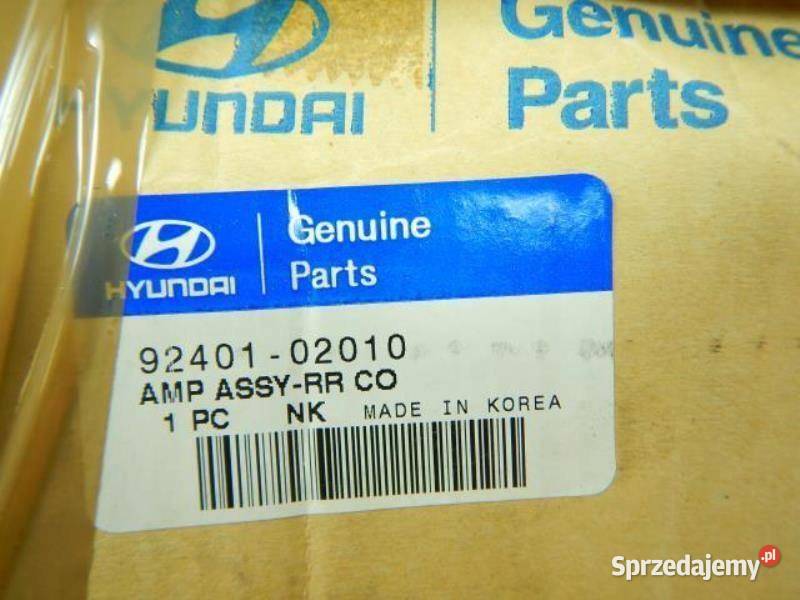 Genuine
HYUNDAI
Parts
Genuine
HYUNDAI
Parts
92401-02010
AMP ASSY-RR CO
1 PC NK MADE IN KOREA
Sprzedajemy.pl